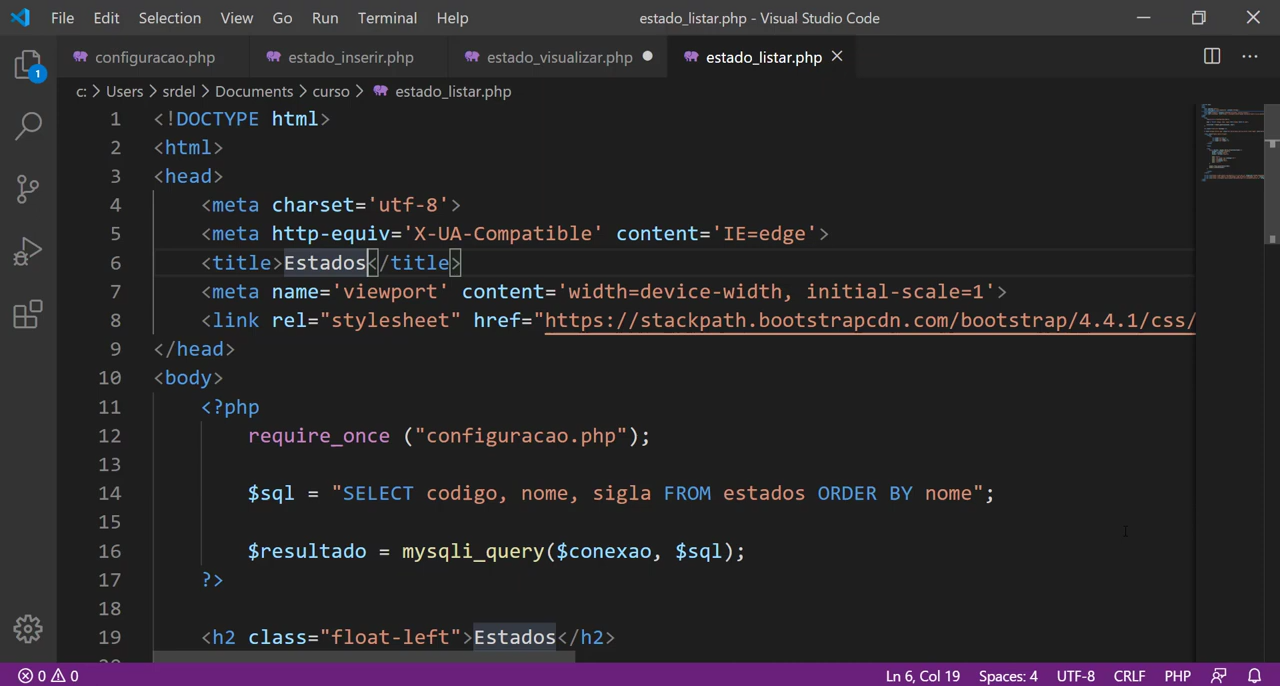 File Edit Selection View Go Run Terminal Help estado_listar.php - Visual Studio Code
configuracao.php estado_inserir.php estado_visualizar.php estado_listar.php
c: > Users > srdel > Documents > curso > estado_listar.php
1
1 <!DOCTYPE html>
2 <html>
3 <head>
4 <meta charset='utf-8'>
5 <meta http-equiv='X-UA-Compatible' content='IE=edge'>
6 <title>Estados</title>
7 <meta name='viewport' content='width=device-width, initial-scale=1'>
8 <link rel="stylesheet" href="https://stackpath.bootstrapcdn.com/bootstrap/4.4.1/css/
9 </head>
10 <body>
11 <?php
12 require_once ("configuracao.php");
13
14 $sql = "SELECT codigo, nome, sigla FROM estados ORDER BY nome";
15
16 $resultado = mysqli_query($conexao, $sql);
17 ?>
18
19 <h2 class="float-left">Estados</h2>
0 0 Ln 6, Col 19 Spaces: 4 UTF-8 CRLF PHP